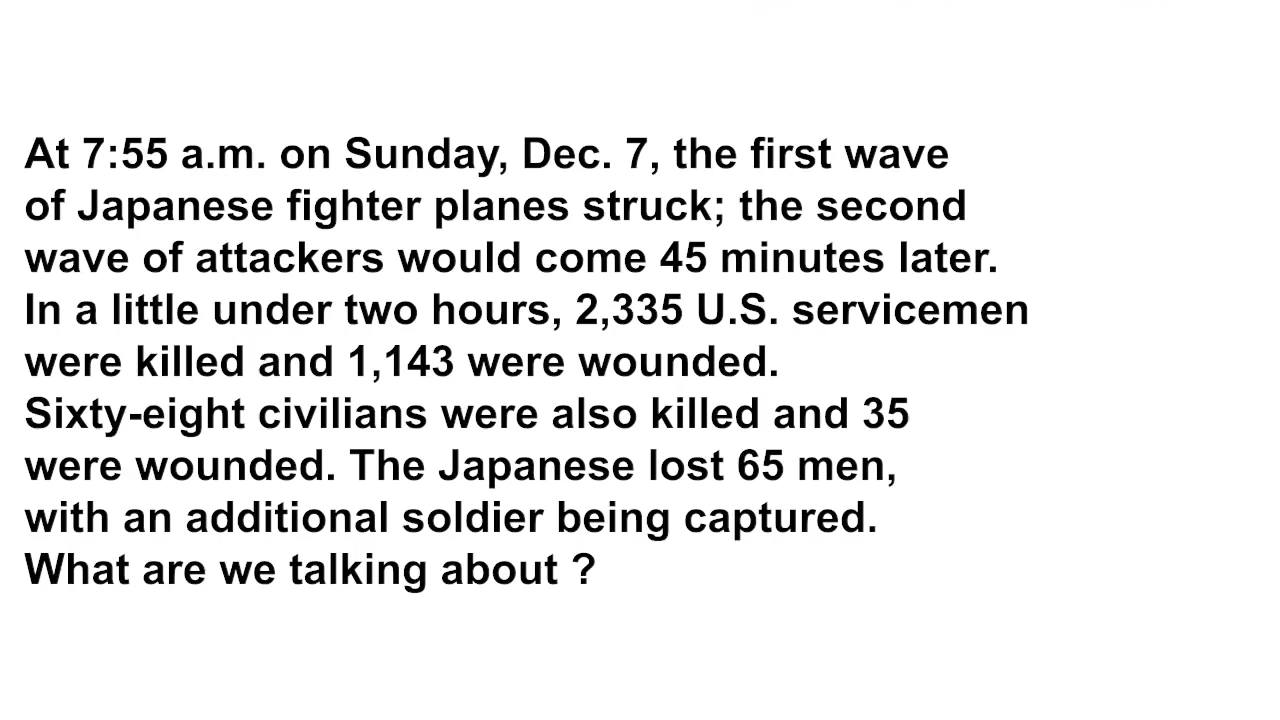 At 7:55 a.m. on Sunday, Dec. 7, the first wave
of Japanese fighter planes struck; the second
wave of attackers would come 45 minutes later.
In a little under two hours, 2,335 U.S. servicemen
were killed and 1,143 were wounded.
Sixty-eight civilians were also killed and 35
were wounded. The Japanese lost 65 men,
with an additional soldier being captured.
What are we talking about ?